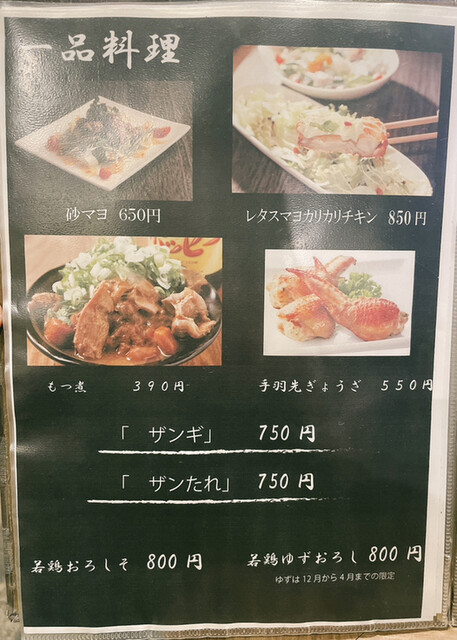 一品料理
砂マヨ 650円
レタスマヨカリカリチキン 850円
もつ煮 390円
手羽先ぎょうざ 550円
「 ザンギ」 750円
「 ザンたれ」 750円
若鶏おろしそ 800円
若鶏ゆずおろし 800円
ゆずは12月から4月までの限定